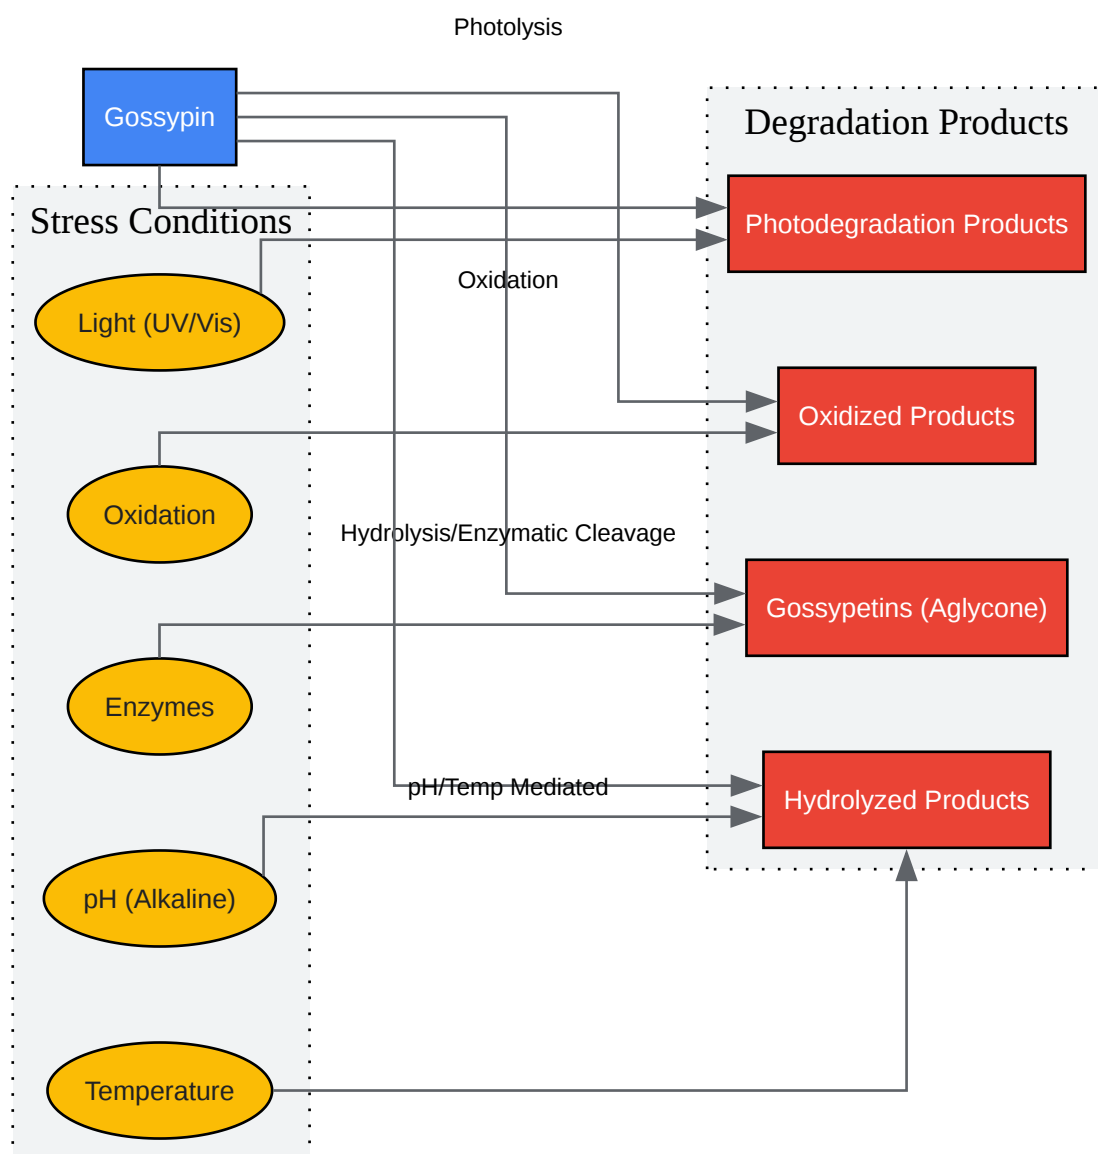 Photolysis
Gossypin
Degradation Products
Stress Conditions
Photodegradation Products
Oxidation
Light (UV/Vis)
Oxidized Products
Oxidation
Hydrolysis/Enzymatic Cleavage
Gossypetins (Aglycone)
Enzymes
pH/Temp Mediated
Hydrolyzed Products
pH (Alkaline)
Temperature